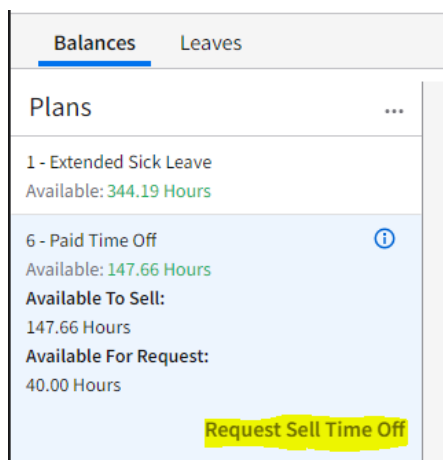 Balances Leaves
Plans ...
1 - Extended Sick Leave
Available: 344.19 Hours
6 - Paid Time Off
Available: 147.66 Hours
Available To Sell:
147.66 Hours
Available For Request:
40.00 Hours
Request Sell Time Off